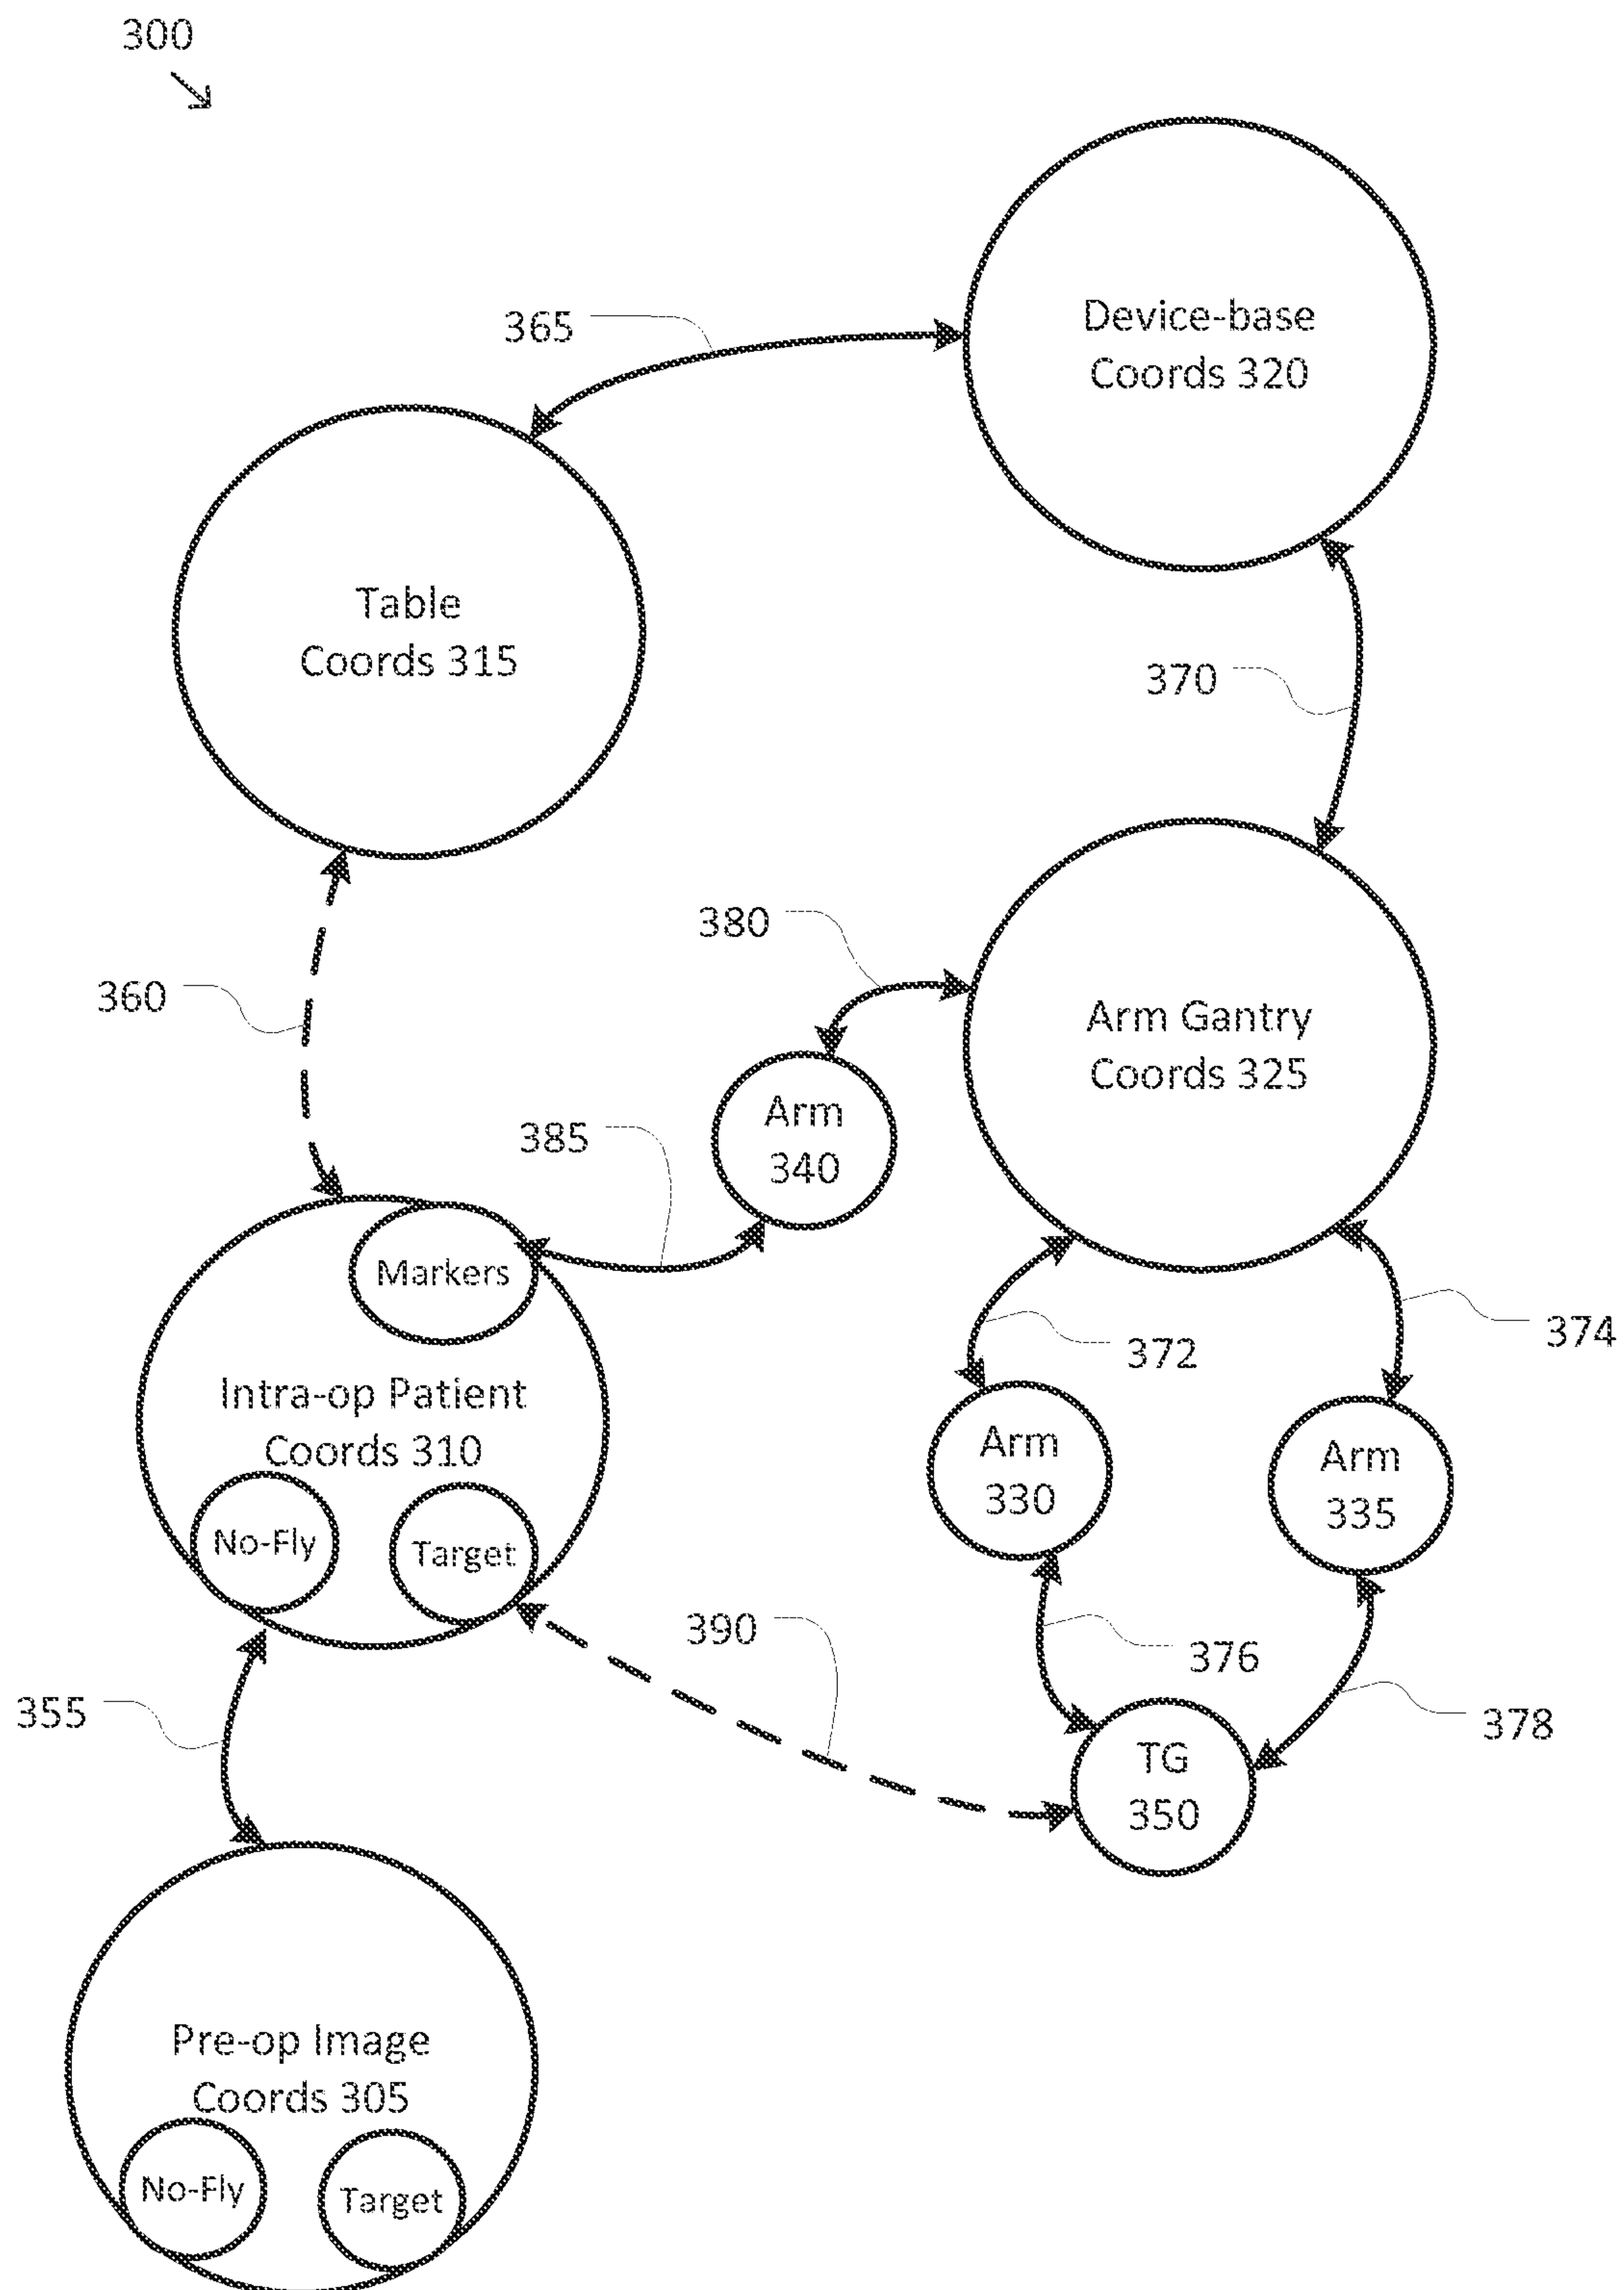 300
Device-base
Coords 320
365
Table
Coords 315
370
380
360
Arm Gantry
Coords 325
Arm
340
385
Markers
374
372
Intra-op Patient
Coords 310
Arm
330
Arm
335
No-Fly
Target
390
376
355
378
TG
350
Pre-op Image
Coords 305
No-Fly
Target